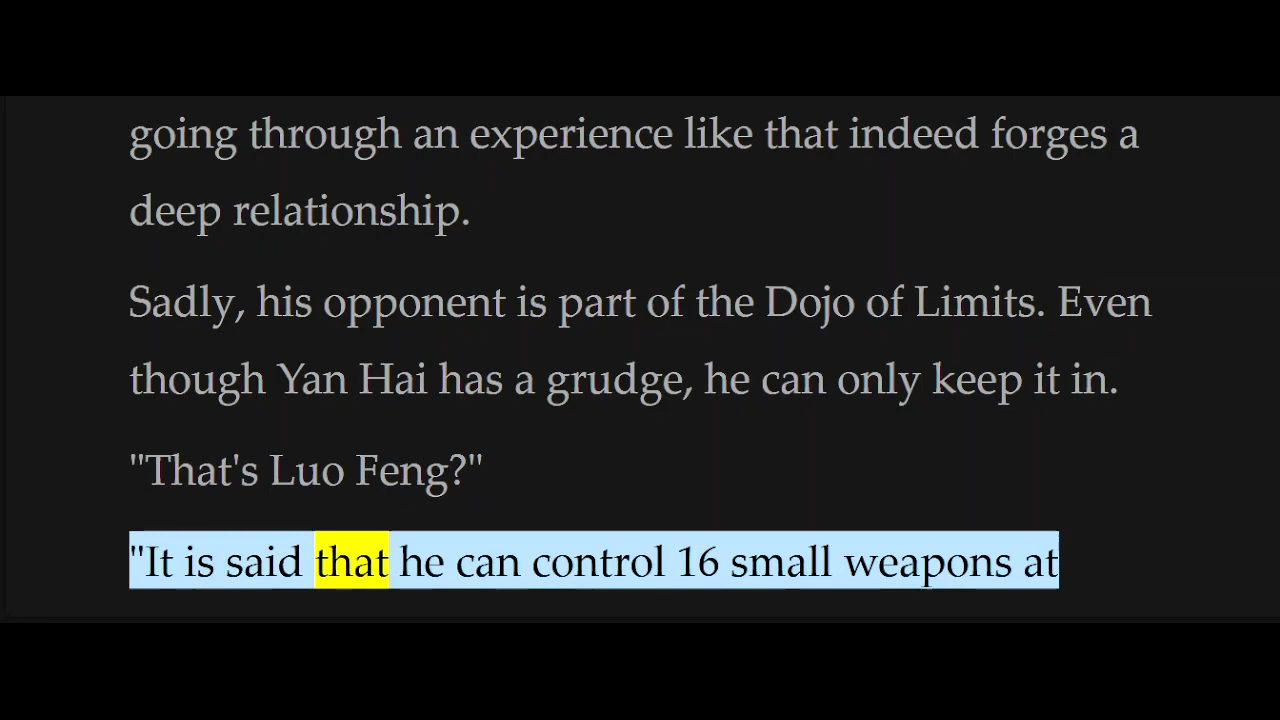 going through an experience like that indeed forges a
deep relationship.
Sadly, his opponent is part of the Dojo of Limits. Even
though Yan Hai has a grudge, he can only keep it in.
"That's Luo Feng?"
"It is said that he can control 16 small weapons at